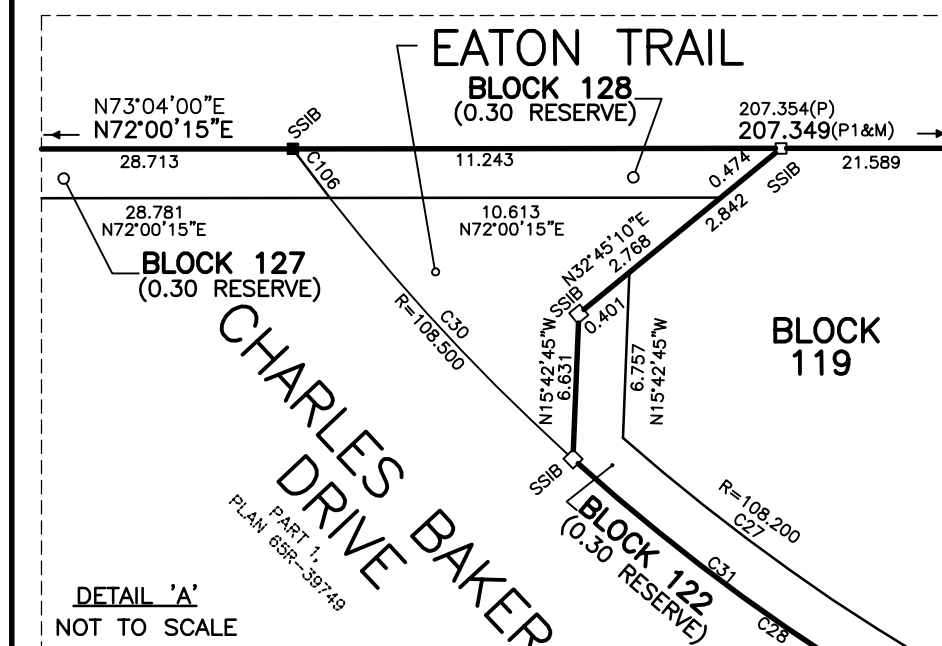 EATON TRAIL
BLOCK 128
(0.30 RESERVE)
N73°04'00"E
N72°00'15"E
SSIB
207.354(P)
207.349(P1&M)
28.713
C106
11.243
0.474
SSIB
21.589
28.781
N72°00'15"E
10.613
N72°00'15"E
2.842
N32°45'10"E
2.768
BLOCK 127
(0.30 RESERVE)
SSIB
0.401
C30
R=108.500
N15°42'45"W
6.631
6.757
N15°42'45"W
BLOCK
119
CHARLES BAKER
DRIVE
PART 1,
PLAN 65R-39749
SSIB
BLOCK 122
(0.30 RESERVE)
R=108.200
C27
C31
C28
DETAIL 'A'
NOT TO SCALE